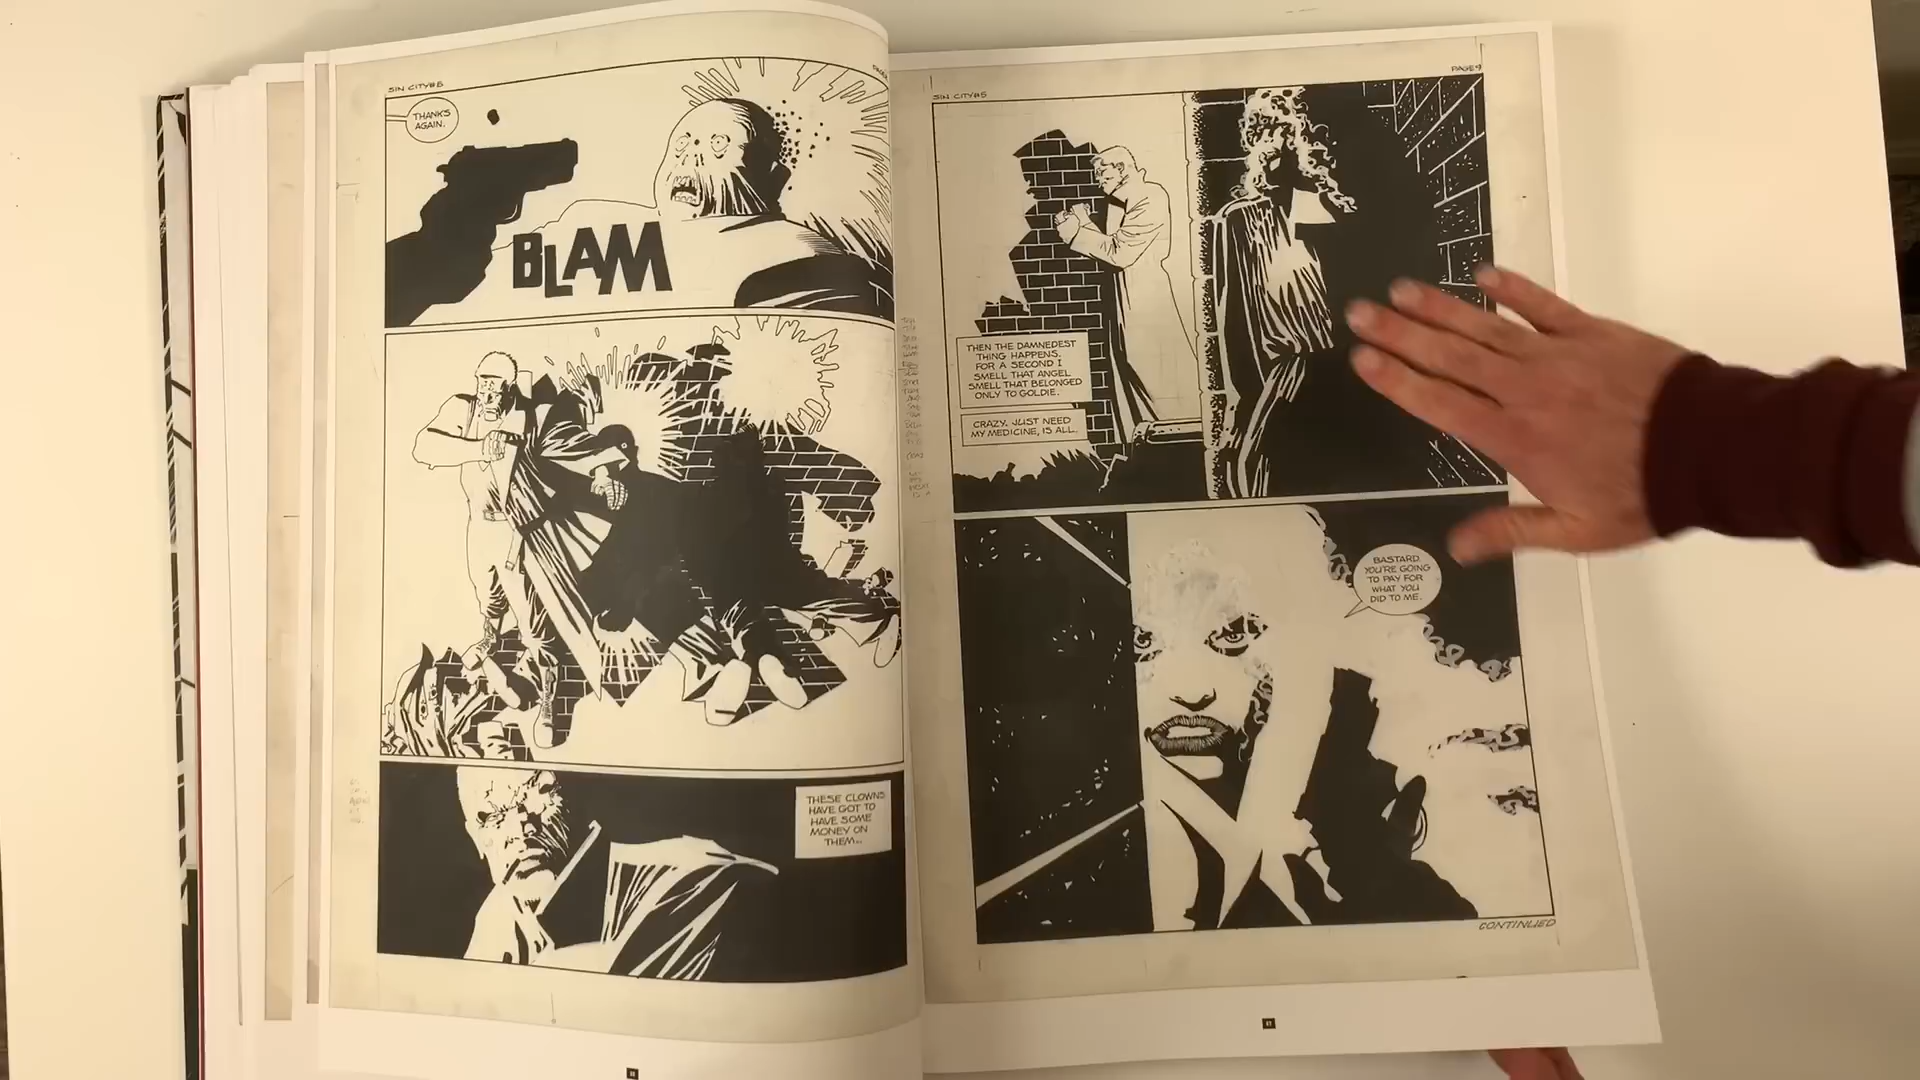 SIN CITY#5
THANKS
AGAIN.
BLAM
THESE CLOWNS
HAVE GOT TO
HAVE SOME
MONEY ON
THEM...
SIN CITY#5
PAGE 9
THEN THE DAMNEDEST
THING HAPPENS.
FOR A SECOND I
SMELL THAT ANGEL
SMELL THAT BELONGED
ONLY TO GOLDIE.
CRAZY. JUST NEED
MY MEDICINE, IS ALL.
BASTARD.
YOU'RE GOING
TO PAY FOR
WHAT YOU
DID TO ME.
CONTINUED